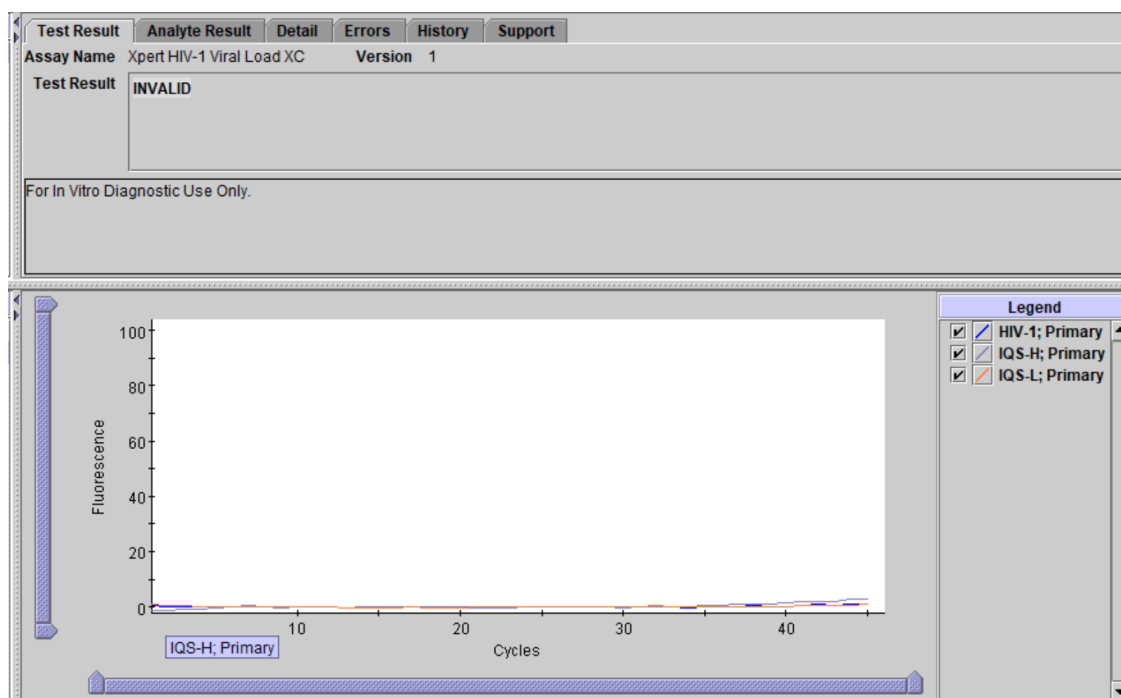 Test Result Analyte Result Detail Errors History Support
Assay Name Xpert HIV-1 Viral Load XC Version 1
Test Result INVALID
For In Vitro Diagnostic Use Only.
Legend
HIV-1; Primary
IQS-H; Primary
IQS-L; Primary
100
80
60
40
20
0
Fluorescence
10 20 30 40
IQS-H; Primary
Cycles